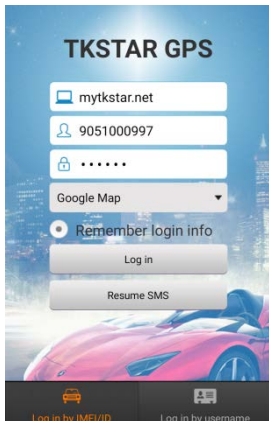 TKSTAR GPS
mytkstar.net
9051000997
••••••
Google Map
Remember login info
Log in
Resume SMS
Log in by IMEI/ID
Log in by username